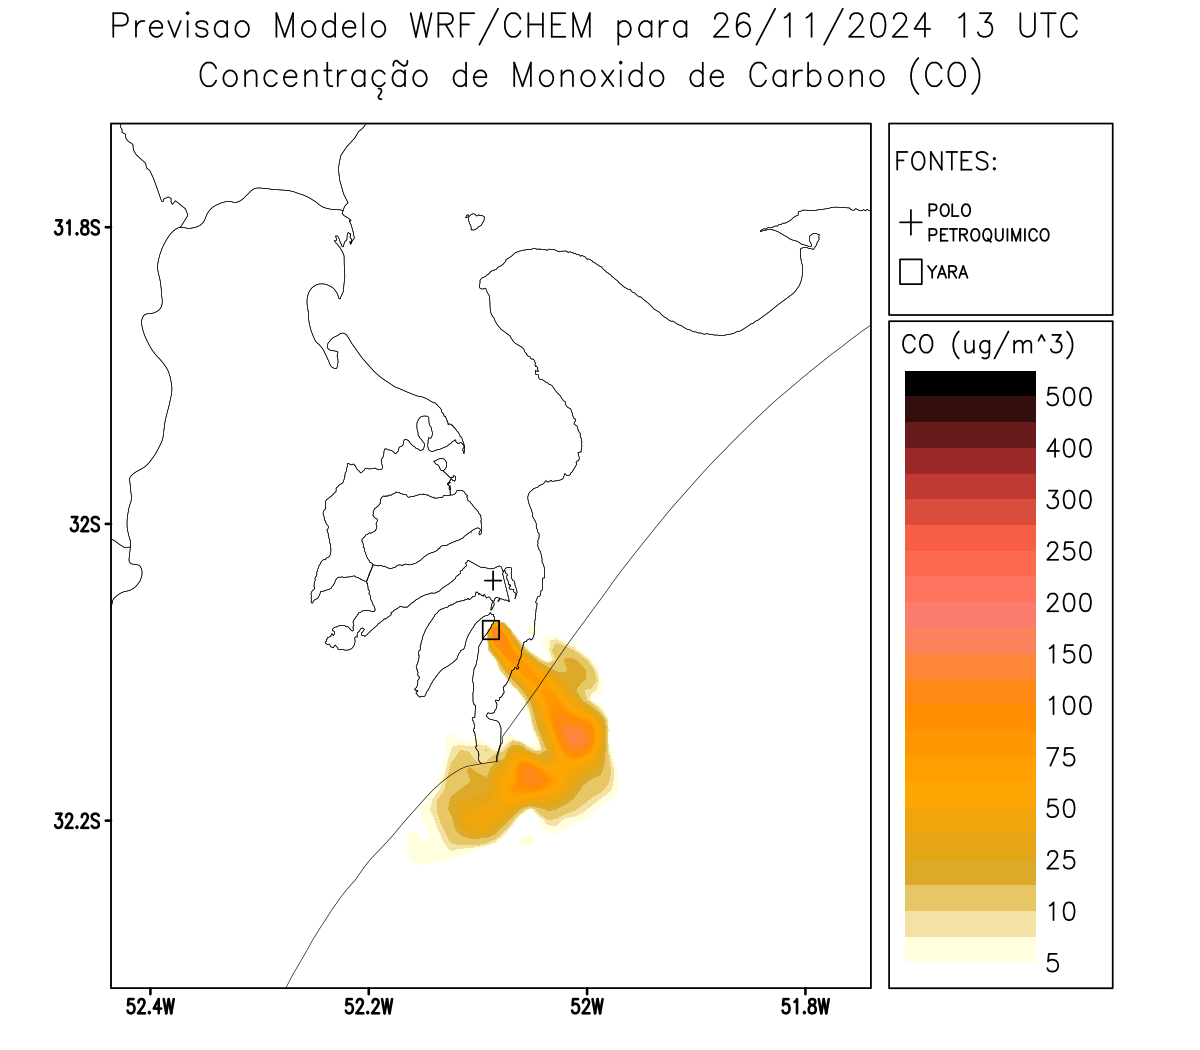 Previsao Modelo WRF/CHEM para 26/11/2024 13 UTC
Concentração de Monoxido de Carbono (CO)
FONTES:
POLO
PETROQUIMICO
YARA
CO (ug/m^3)
500
400
300
250
200
150
100
75
50
25
10
5
31.8S
32S
32.2S
52.4W
52.2W
52W
51.8W